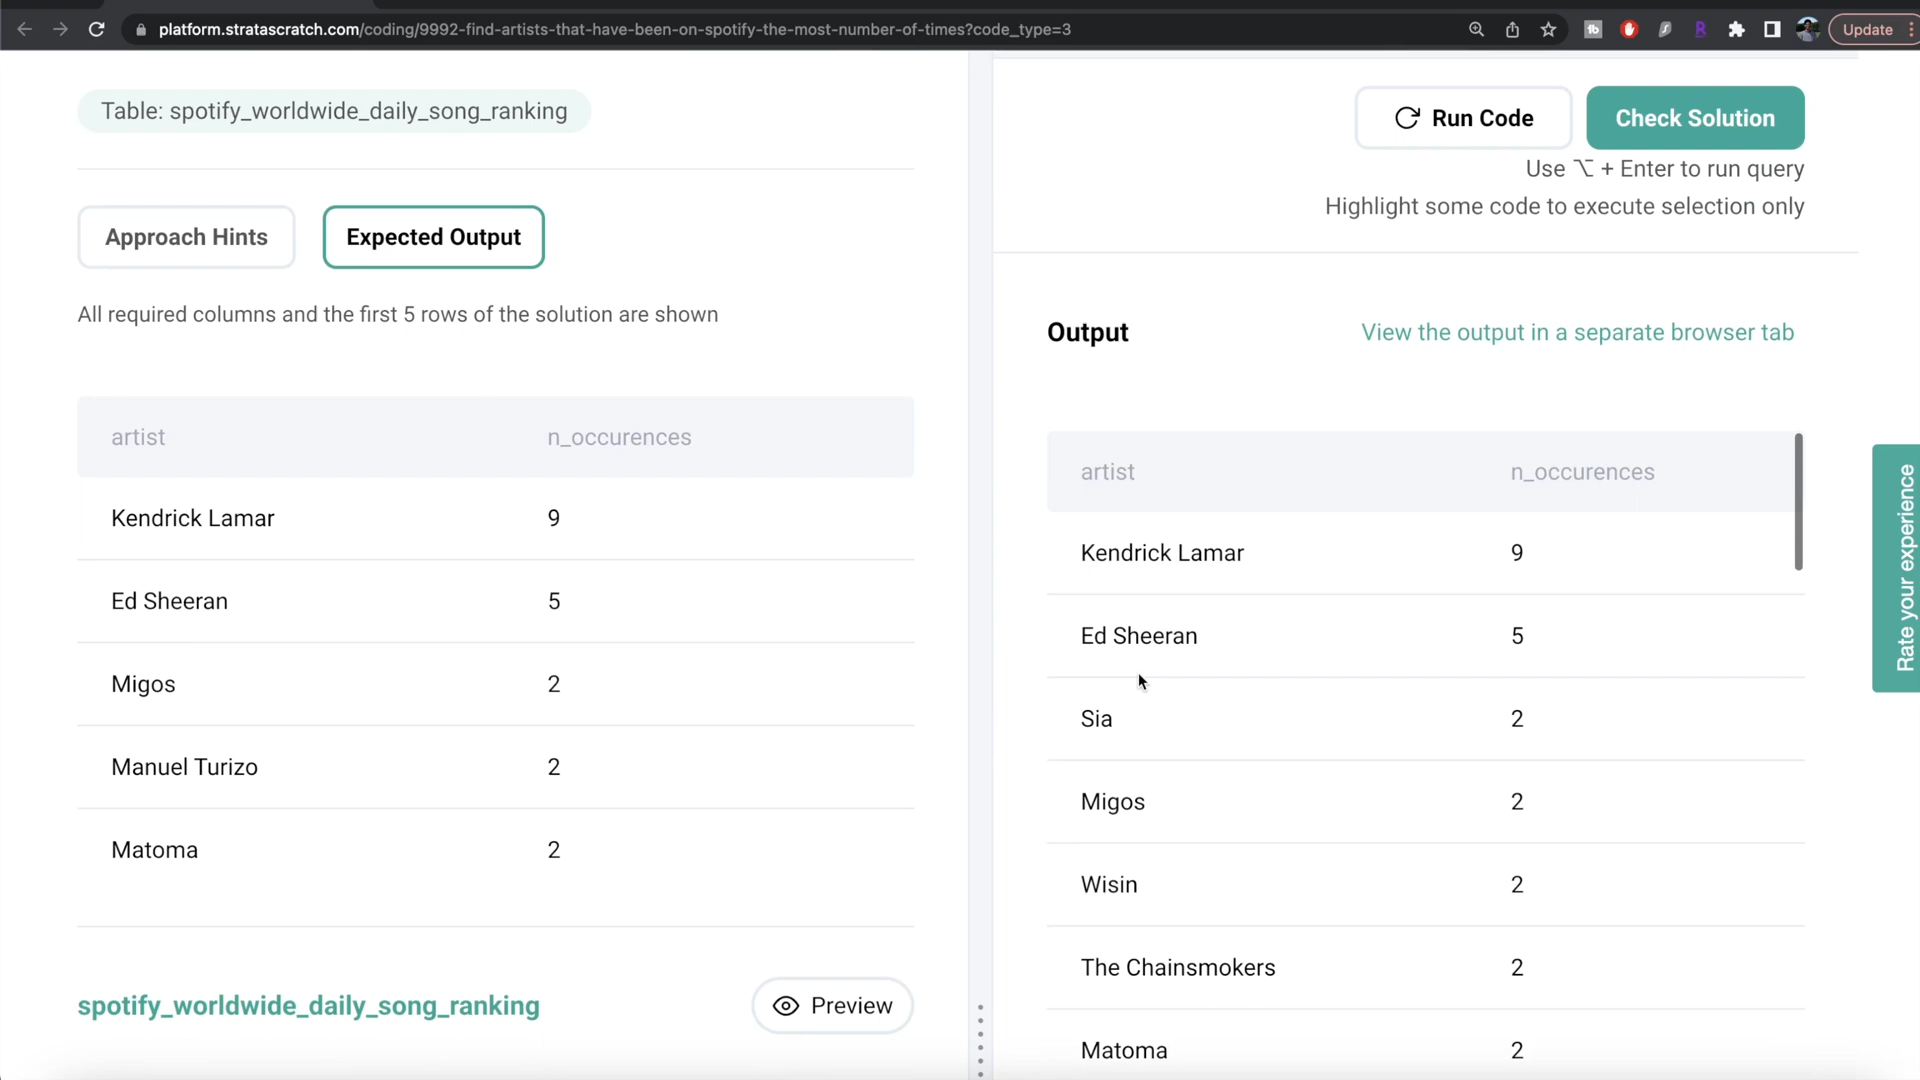 platform.stratascratch.com/coding/9992-find-artists-that-have-been-on-spotify-the-most-number-of-times?code_type=3
Update
Table: spotify_worldwide_daily_song_ranking
Approach Hints
Expected Output
All required columns and the first 5 rows of the solution are shown
artist n_occurences
Kendrick Lamar 9
Ed Sheeran 5
Migos 2
Manuel Turizo 2
Matoma 2
spotify_worldwide_daily_song_ranking
Preview
Run Code
Check Solution
Use ⌥ + Enter to run query
Highlight some code to execute selection only
Output
View the output in a separate browser tab
artist n_occurences
Kendrick Lamar 9
Ed Sheeran 5
Sia 2
Migos 2
Wisin 2
The Chainsmokers 2
Matoma 2
Rate your experience